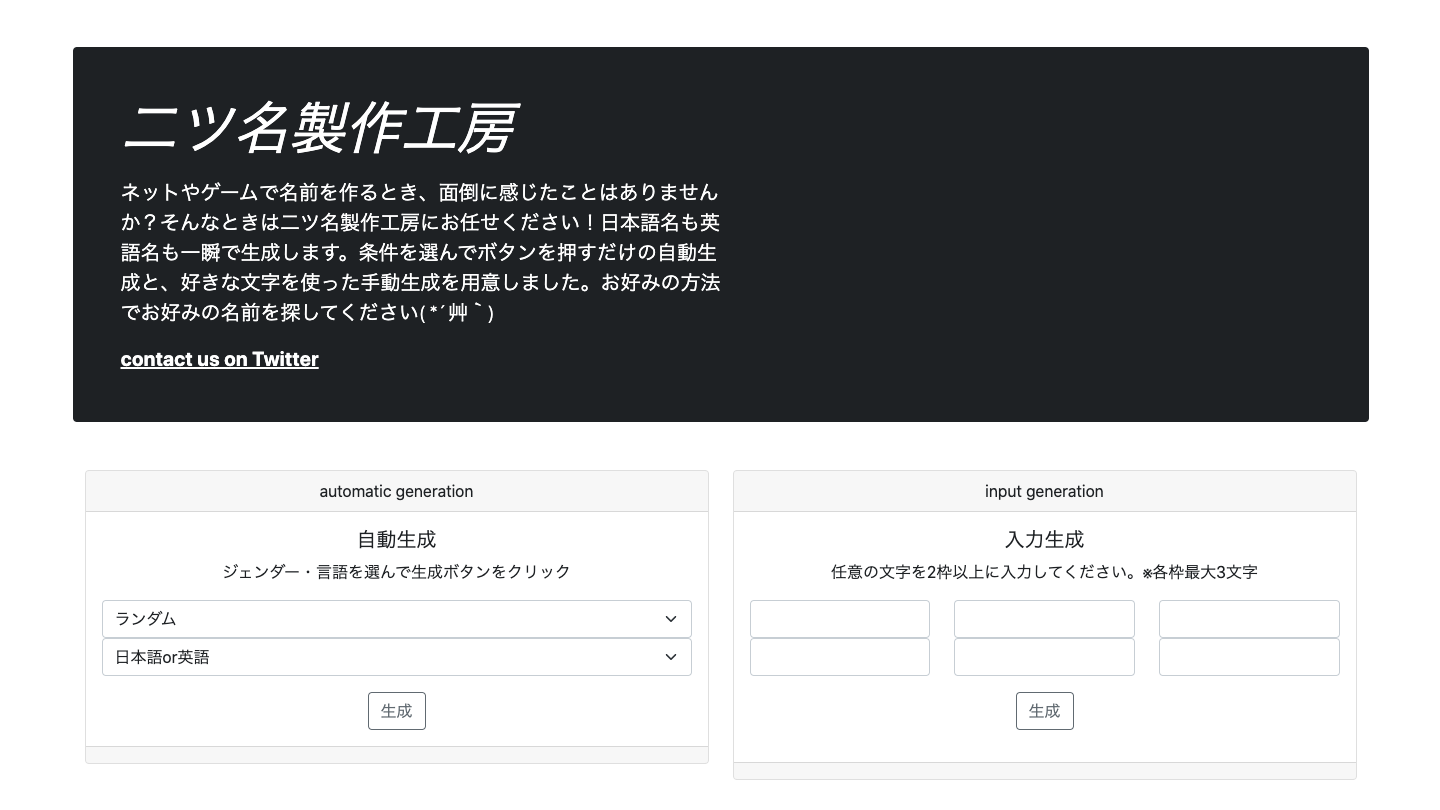 二ツ名製作工房
ネットやゲームで名前を作るとき、面倒に感じたことはありません
か？そんなときは二ツ名製作工房にお任せください！日本語名も英
語名も一瞬で生成します。条件を選んでボタンを押すだけの自動生
成と、好きな文字を使った手動生成を用意しました。お好みの方法
でお好みの名前を探してください(*´艸｀)
contact us on Twitter
automatic generation
自動生成
ジェンダー・言語を選んで生成ボタンをクリック
ランダム
日本語or英語
生成
input generation
入力生成
任意の文字を2枠以上に入力してください。※各枠最大3文字
生成